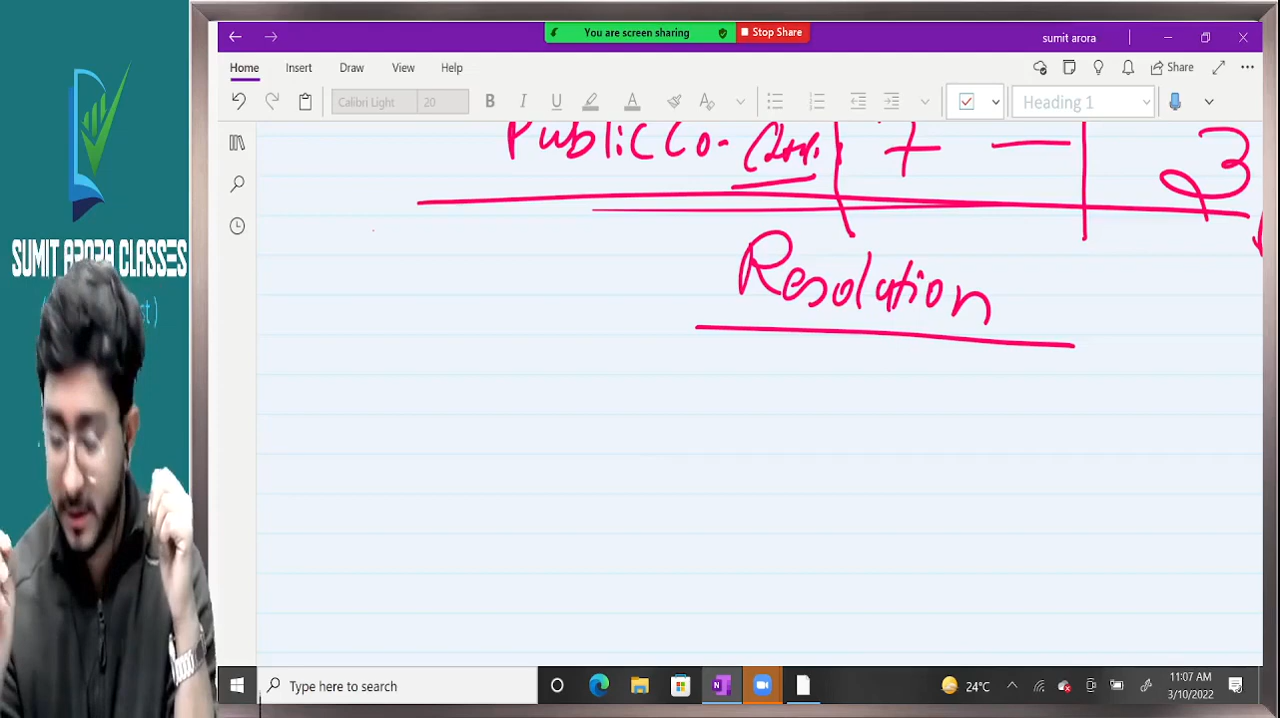 You are screen sharing
Stop Share
sumit arora
Home Insert Draw View Help
Share
Calibri Light 20
B I U A
Heading 1
Public Co-
+ - 3
Resolution
SUMIT ARORA CLASSES
Type here to search
24°C
11:07 AM
3/10/2022